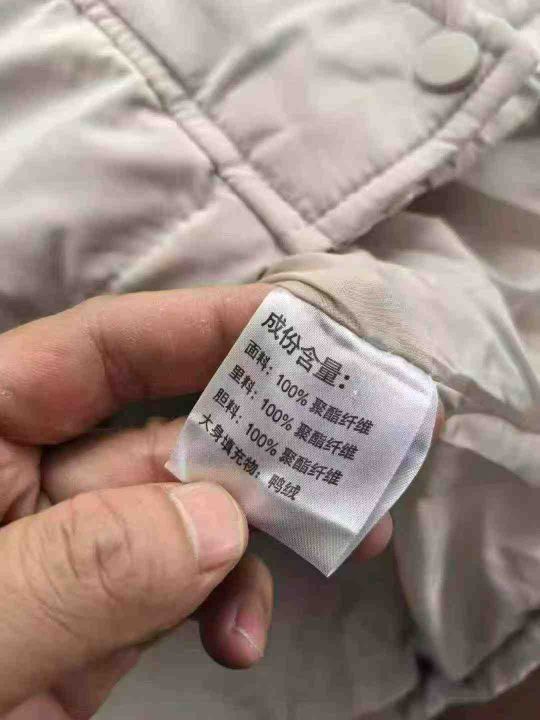 成份含量：
面料：100% 聚酯纤维
里料：100% 聚酯纤维
胆料：100% 聚酯纤维
大身填充物：鸭绒